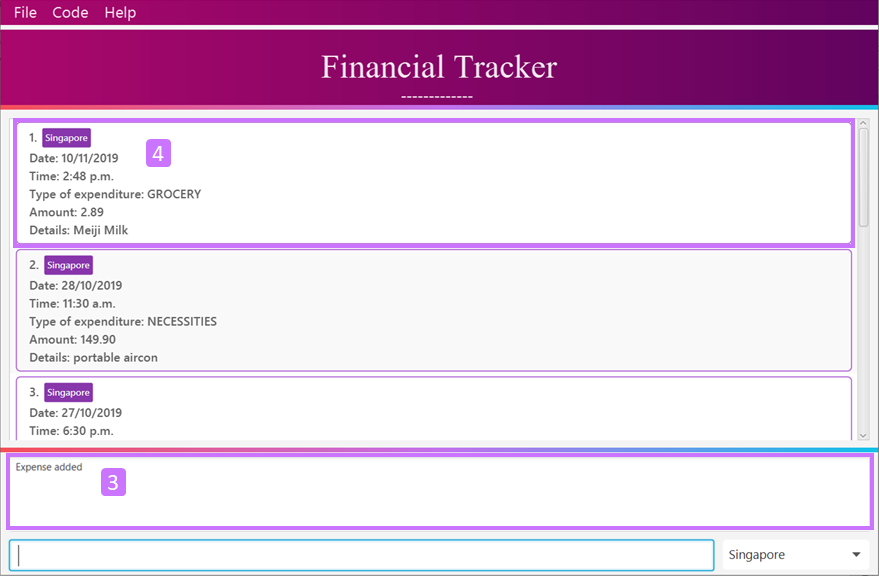 File Code Help
Financial Tracker
-------------
1. Singapore
4
Date: 10/11/2019
Time: 2:48 p.m.
Type of expenditure: GROCERY
Amount: 2.89
Details: Meiji Milk
2. Singapore
Date: 28/10/2019
Time: 11:30 a.m.
Type of expenditure: NECESSITIES
Amount: 149.90
Details: portable aircon
3. Singapore
Date: 27/10/2019
Time: 6:30 p.m.
Expense added
3
Singapore